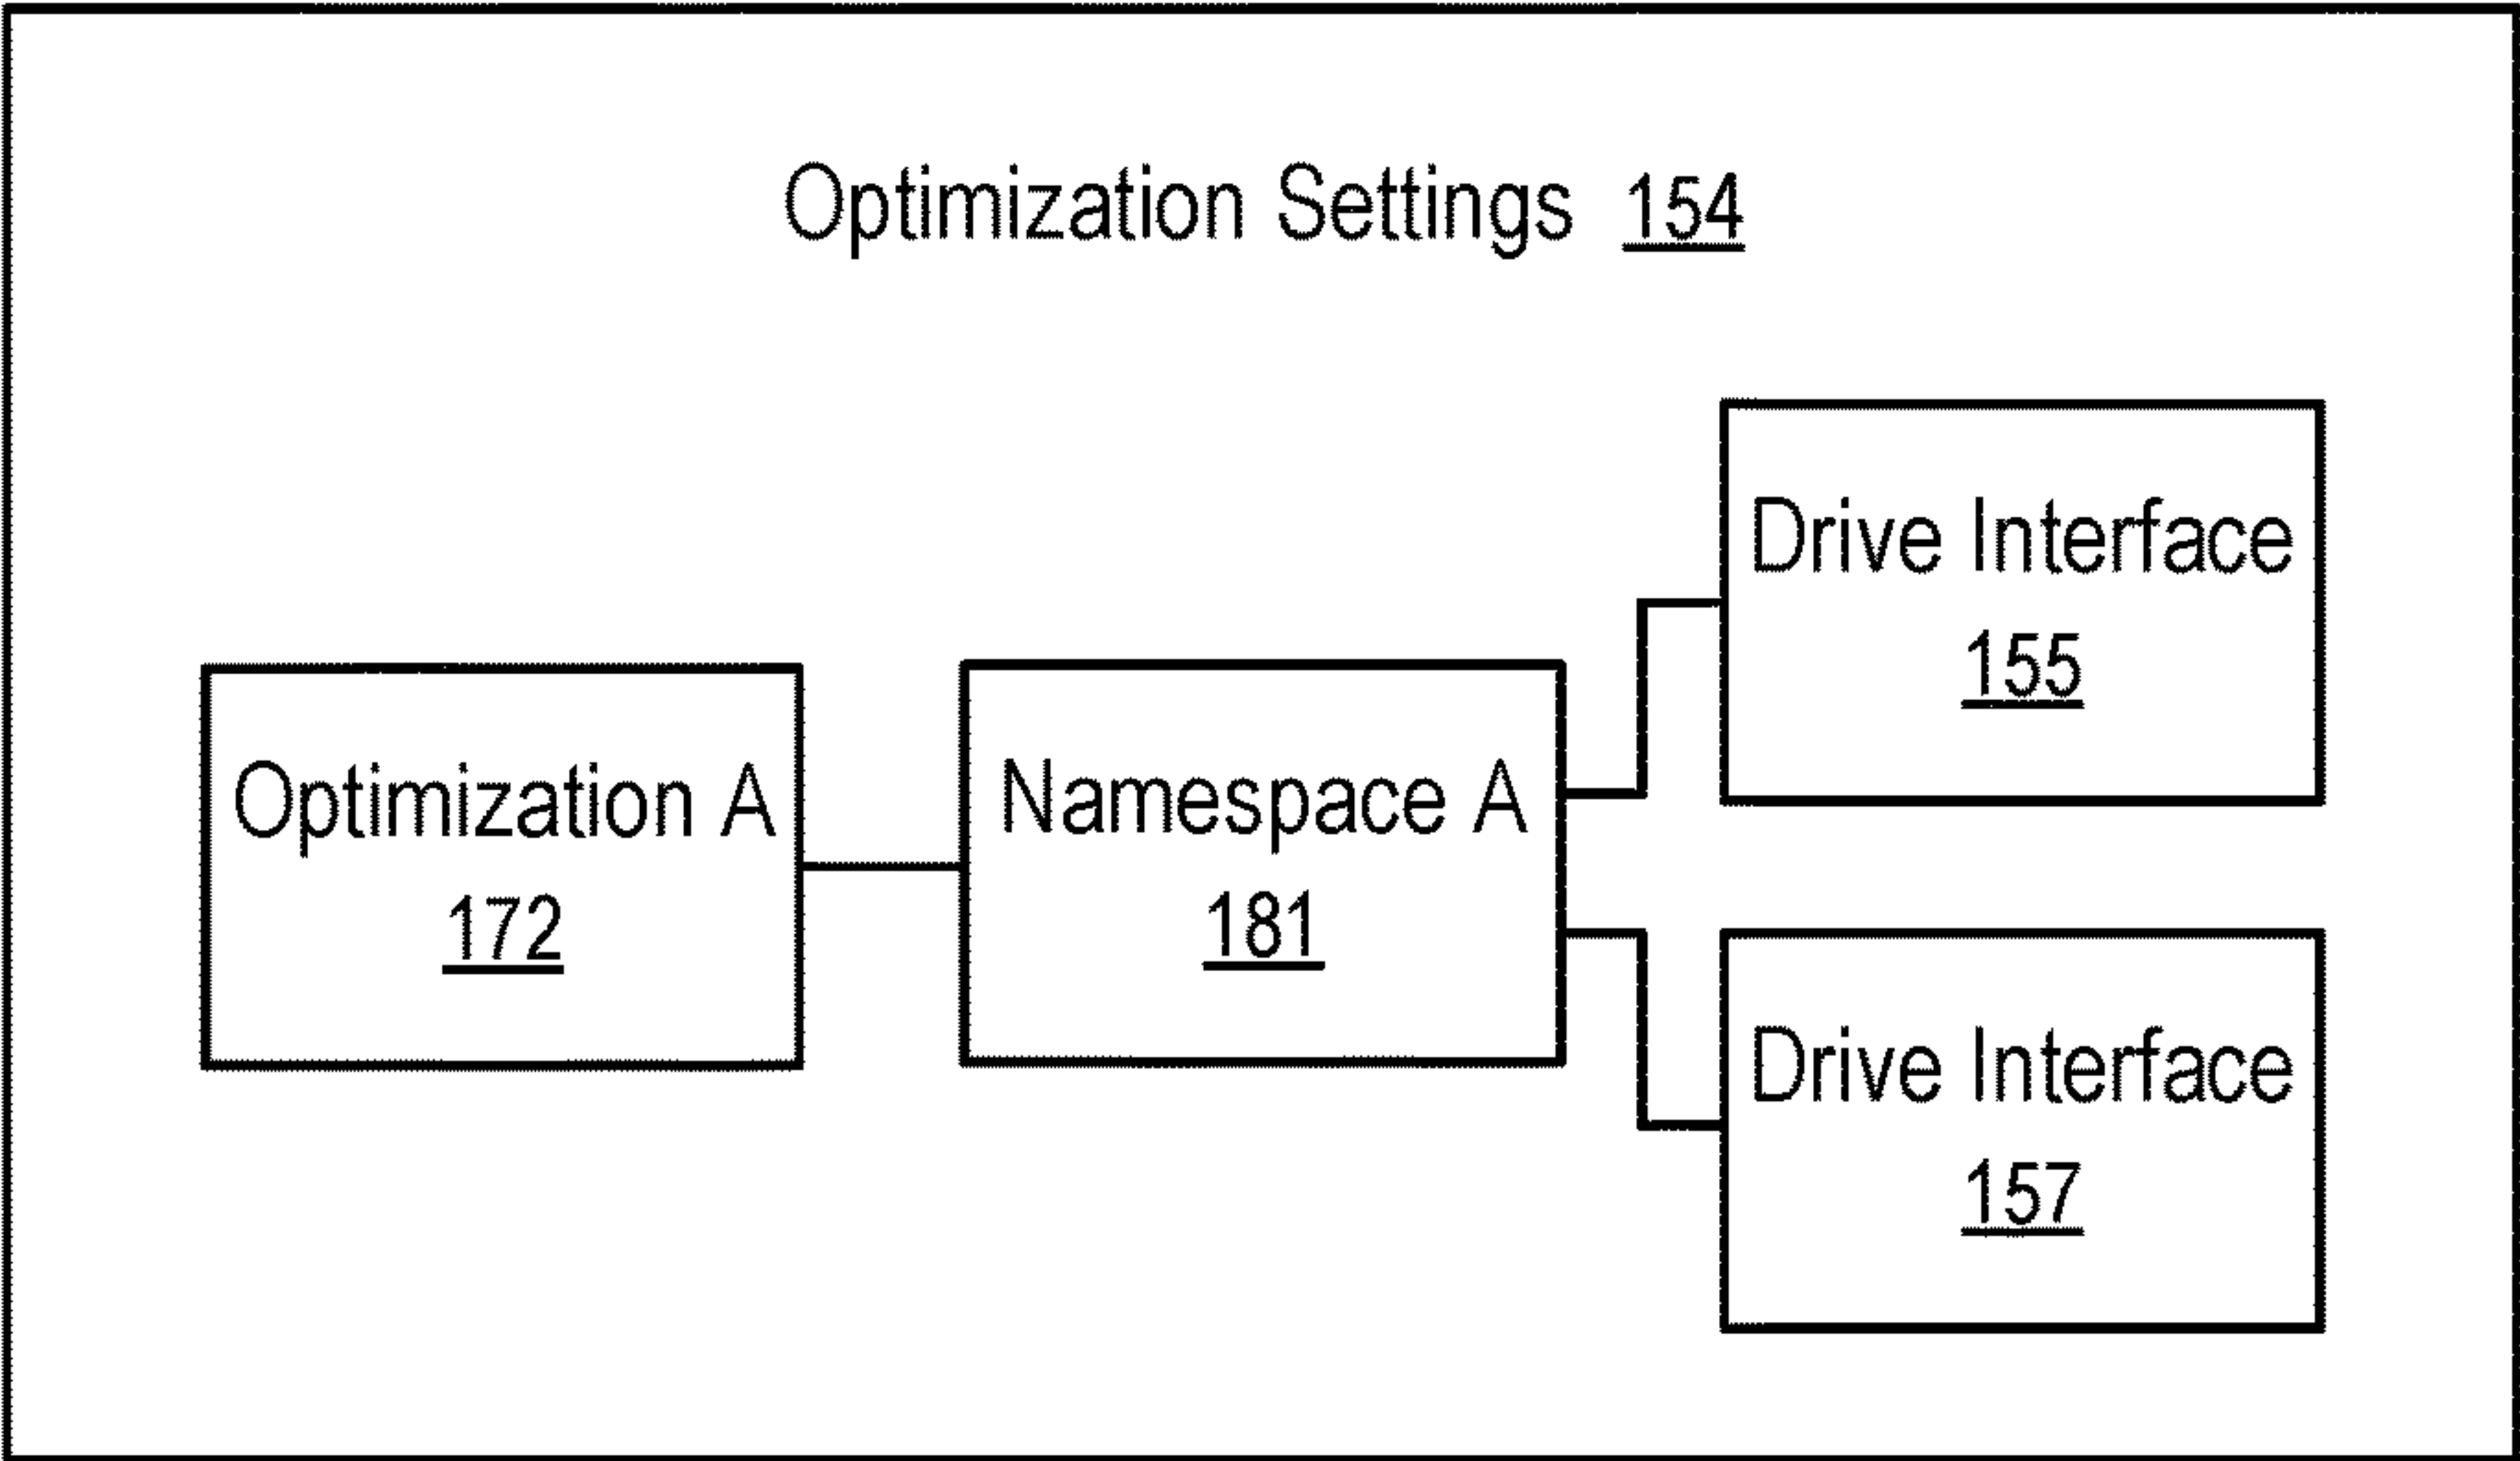 Optimization Settings 154
Drive Interface
155
Optimization A
172
Namespace A
181
Drive Interface
157